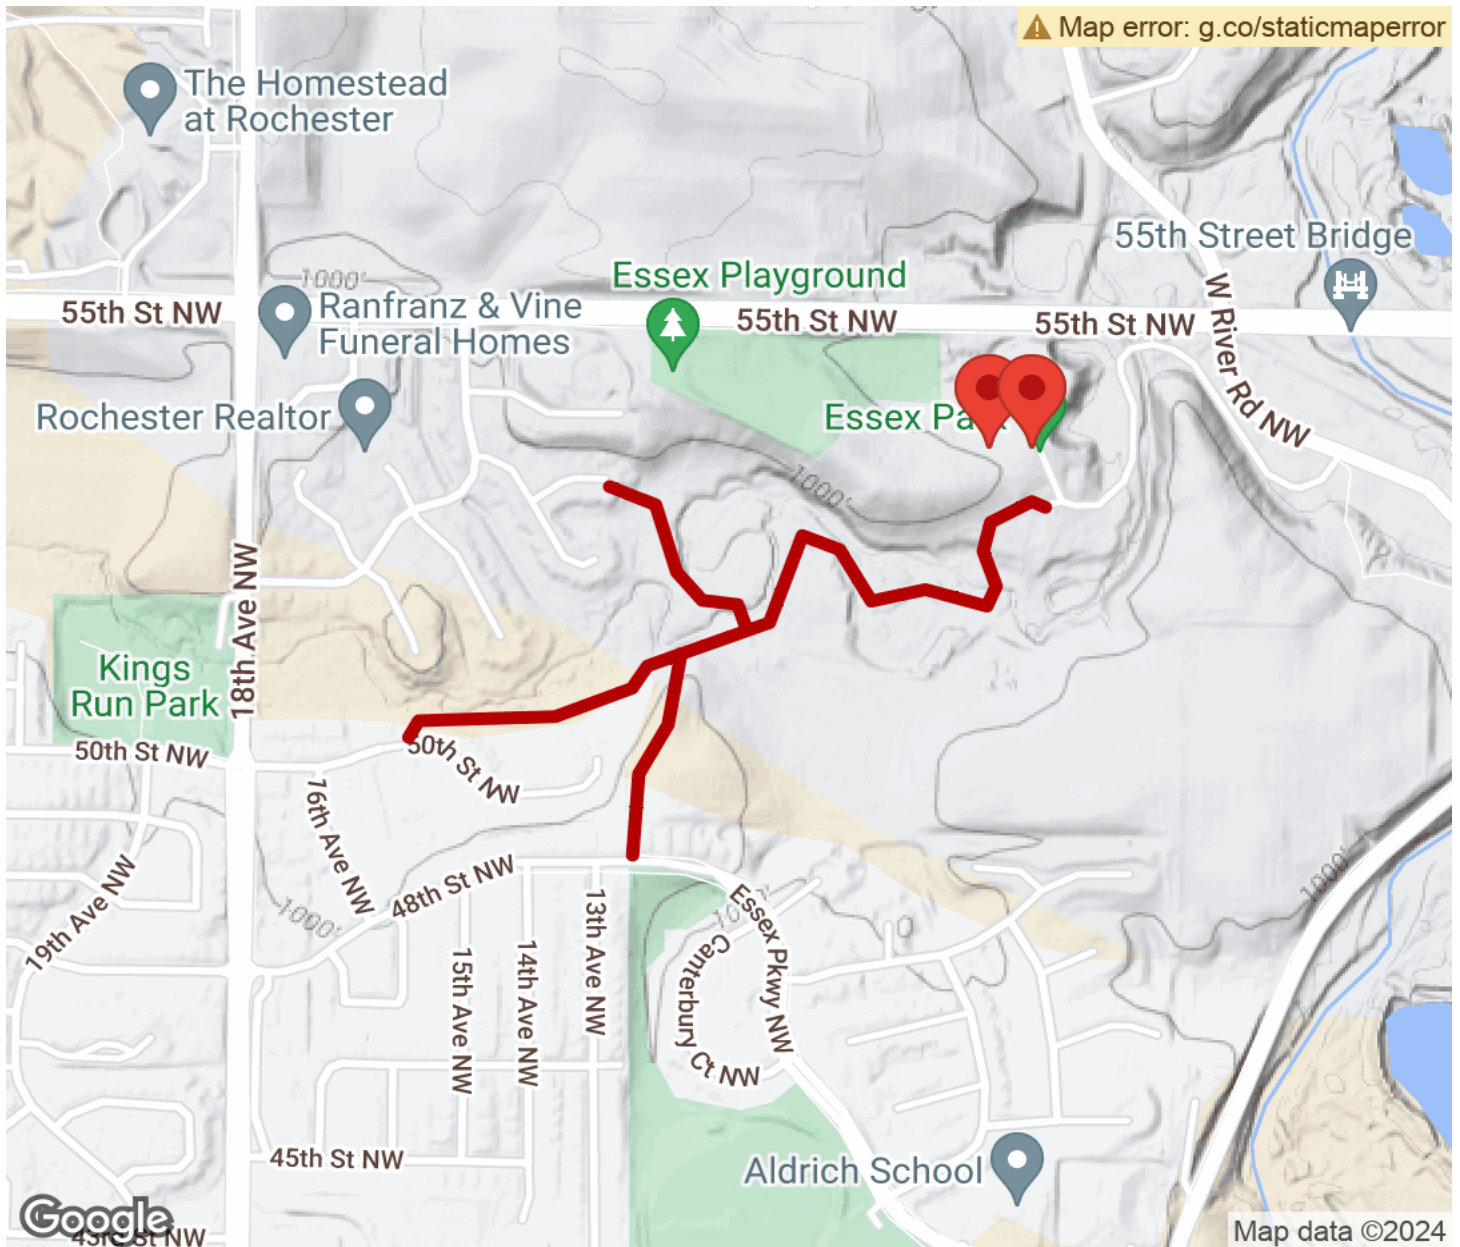 Map error: g.co/staticmaperror
The Homestead
at Rochester
55th Street Bridge
Essex Playground
1000'
55th St NW
Ranfranz & Vine
Funeral Homes
55th St NW
55th St NW
W River Rd NW
Rochester Realtor
Essex Pa
1000'
18th Ave NW
Kings
Run Park
50th St NW
50th St NW
16th Ave NW
48th St NW
19th Ave NW
1000'
1000'
13th Ave NW
14th Ave NW
15th Ave NW
Essex Pkwy NW
Canterbury Ct NW
45th St NW
Aldrich School
Google
43rd St NW
Map data ©2024